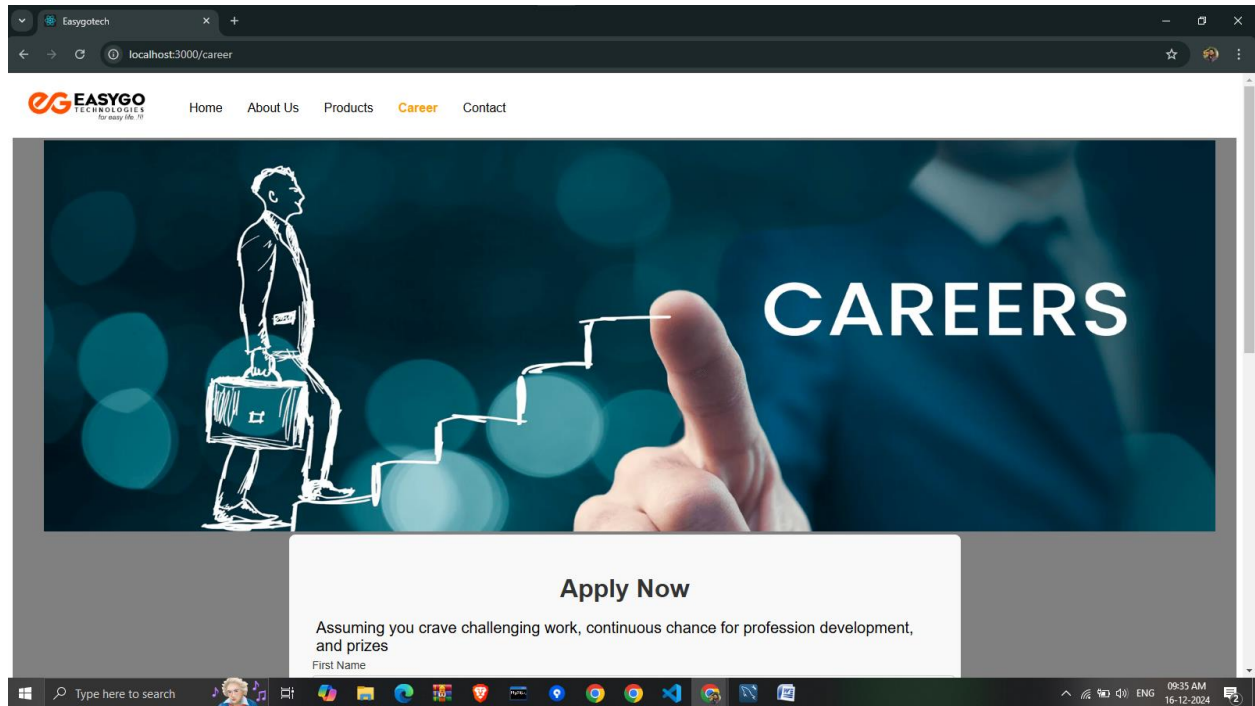 Easygotech
localhost:3000/career
EG EASYGO
TECHNOLOGIES
for easy life..!!!
Home About Us Products Career Contact
CAREERS
Apply Now
Assuming you crave challenging work, continuous chance for profession development,
and prizes
First Name
Type here to search
ENG
09:35 AM
16-12-2024
2